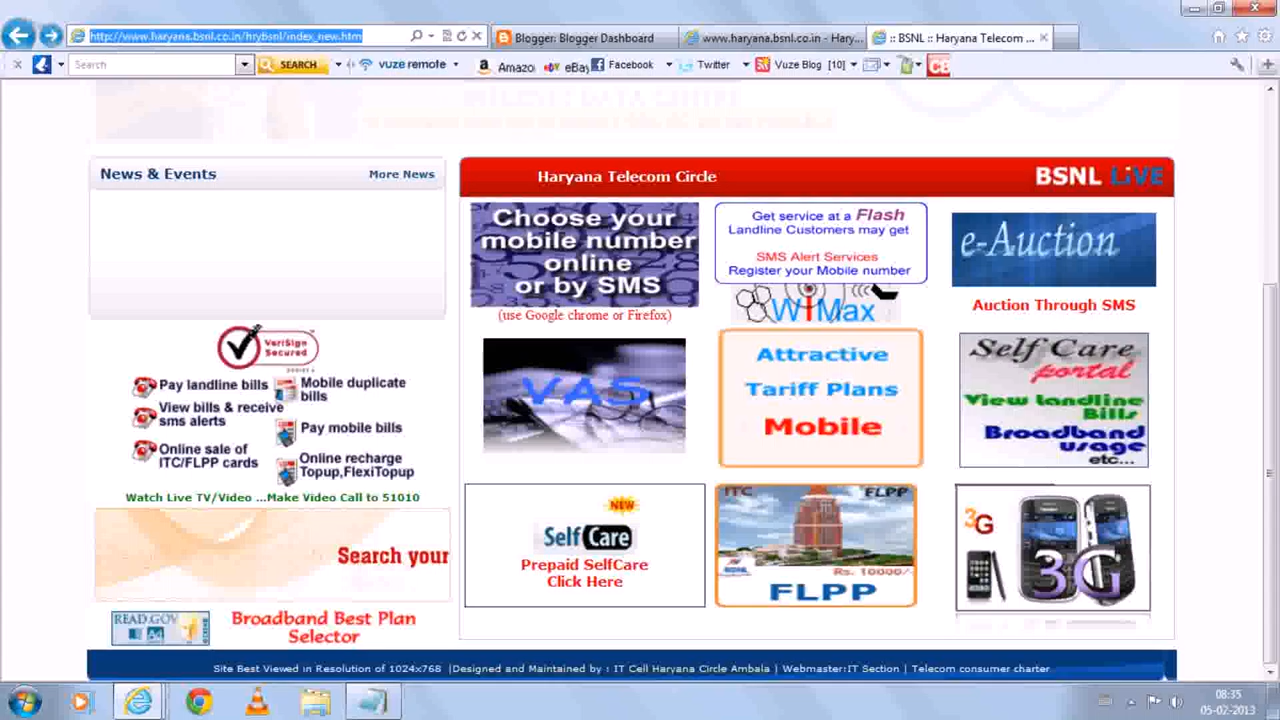 http://www.haryana.bsnl.co.in/hrybsnl/index_new.htm
Blogger: Blogger Dashboard
www.haryana.bsnl.co.in - Hary...
:: BSNL :: Haryana Telecom ...
Search
SEARCH
vuze remote
Amazo
eBay
Facebook
Twitter
Vuze Blog [10]
News & Events
More News
VeriSign
Secured
Pay landline bills
Mobile duplicate
bills
View bills & receive
sms alerts
Pay mobile bills
Online sale of
ITC/FLPP cards
Online recharge
Topup,FlexiTopup
Watch Live TV/Video ...Make Video Call to 51010
Search your
READ.GOV
Broadband Best Plan
Selector
Haryana Telecom Circle
BSNL LiVE
Choose your
mobile number
online
or by SMS
(use Google chrome or Firefox)
Get service at a Flash
Landline Customers may get
SMS Alert Services
Register your Mobile number
WiMax
e-Auction
Auction Through SMS
VAS
Attractive
Tariff Plans
Mobile
Self Care
portal
View landline
Bills
Broadband
usage
etc...
NEW
SelfCare
Prepaid SelfCare
Click Here
ITC FLPP
Rs. 10000/-
FLPP
3G
3G
Site Best Viewed in Resolution of 1024x768 |Designed and Maintained by : IT Cell Haryana Circle Ambala | Webmaster:IT Section | Telecom consumer charter
08:35
05-02-2013